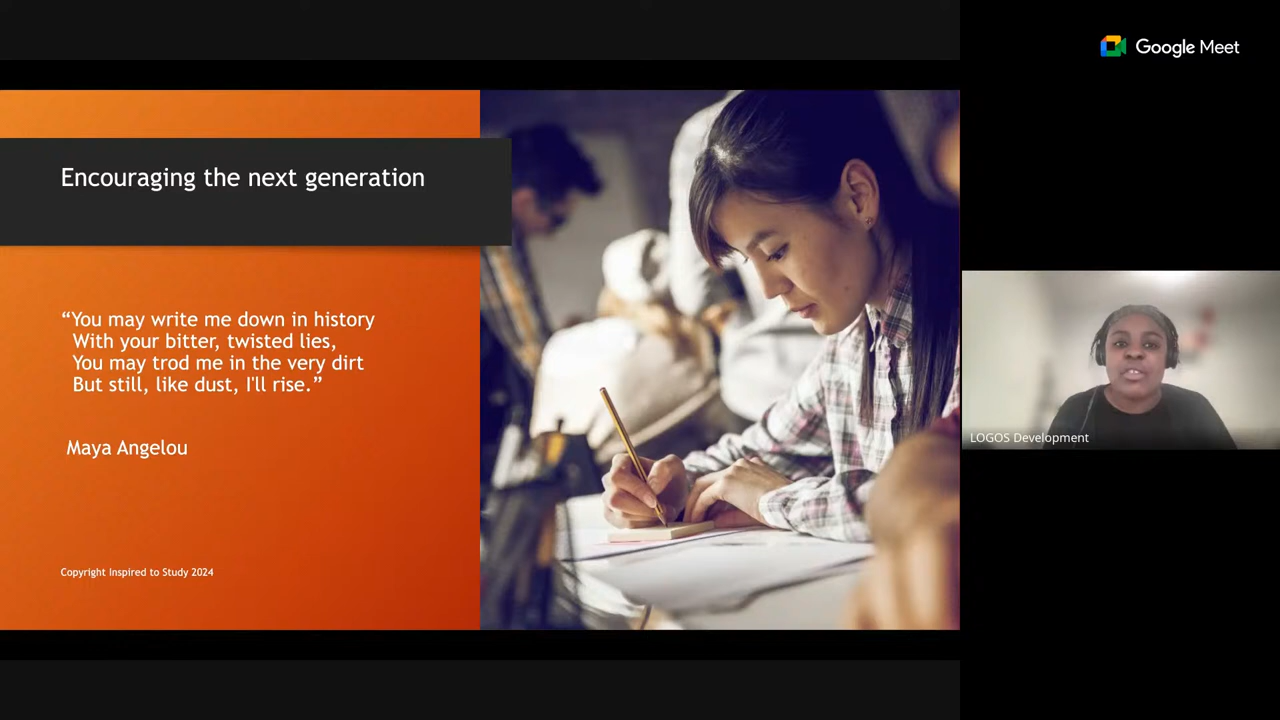 Google Meet
Encouraging the next generation
“You may write me down in history
With your bitter, twisted lies,
You may trod me in the very dirt
But still, like dust, I'll rise.”
Maya Angelou
Copyright Inspired to Study 2024
LOGOS Development